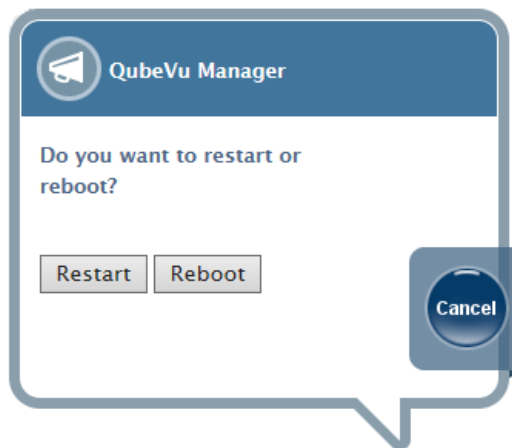 QubeVu Manager
Do you want to restart or
reboot?
Restart Reboot
Cancel